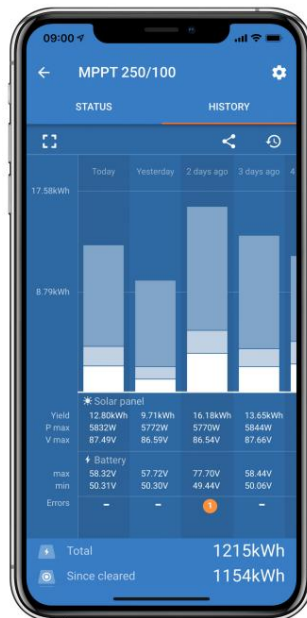 09:00
MPPT 250/100
STATUS HISTORY
Today Yesterday 2 days ago 3 days ago 4
17.58kWh
8.79kWh
Solar panel
Yield 12.80kWh 9.71kWh 16.18kWh 13.65kWh
P max 5832W 5772W 5770W 5844W
V max 87.49V 86.59V 86.54V 87.66V
Battery
max 58.32V 57.72V 77.70V 58.44V
min 50.31V 50.30V 49.44V 50.06V
Errors – – 1 –
Total 1215kWh
Since cleared 1154kWh